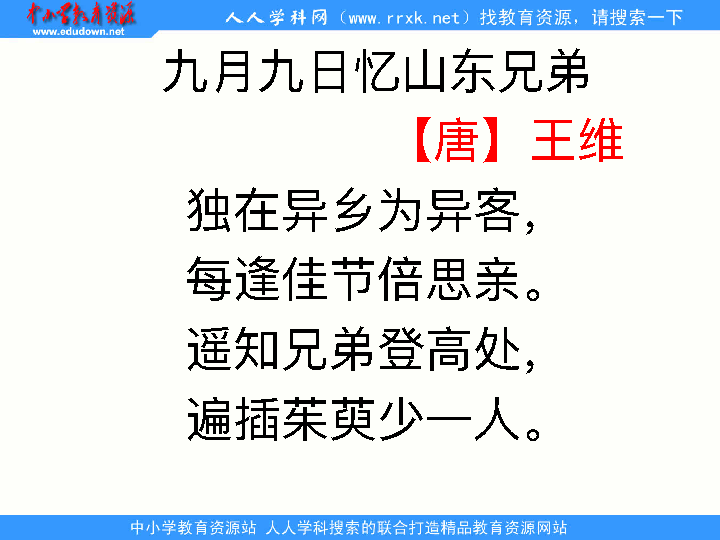 中小学教育资源
www.edudown.net
人人学科网（www.rrxk.net）找教育资源，请搜索一下
九月九日忆山东兄弟
【唐】王维
独在异乡为异客，
每逢佳节倍思亲。
遥知兄弟登高处，
遍插茱萸少一人。
中小学教育资源站 人人学科搜索的联合打造精品教育资源网站